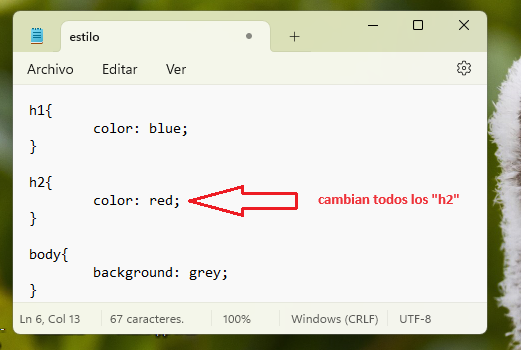 estilo
Archivo Editar Ver
h1{
color: blue;
}
h2{
color: red;
cambian todos los "h2"
}
body{
background: grey;
}
Ln 6, Col 13 67 caracteres. 100% Windows (CRLF) UTF-8